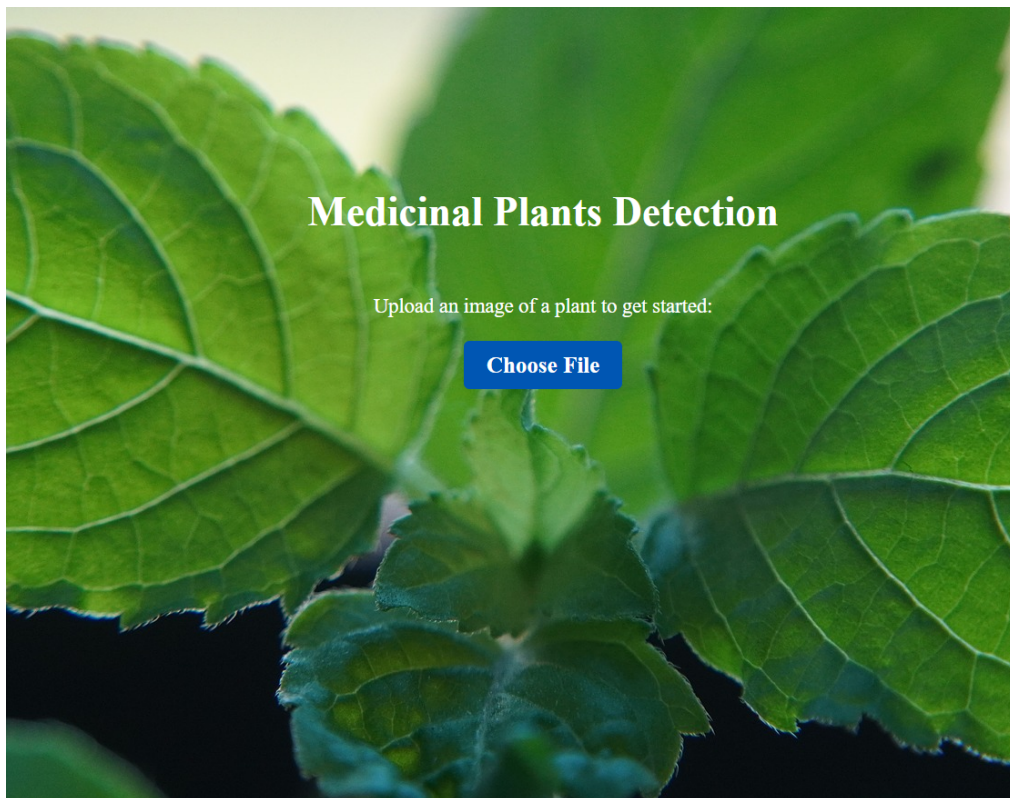 Medicinal Plants Detection
Upload an image of a plant to get started:
Choose File